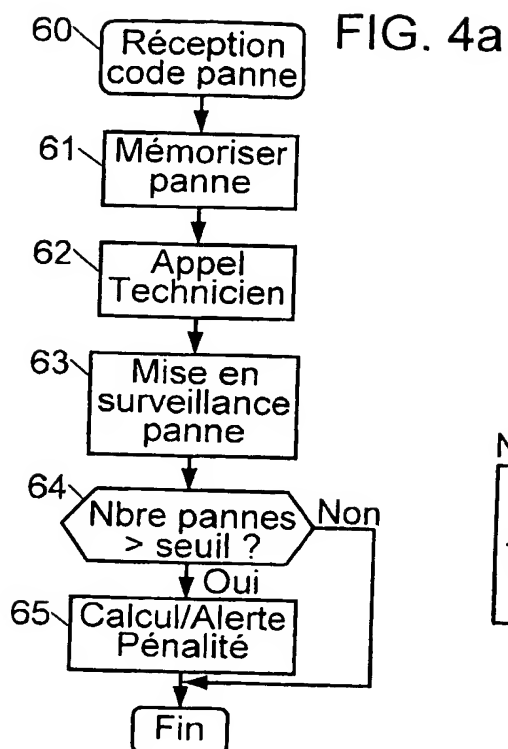 FIG. 4a
60
Réception
code panne
61
Mémoriser
panne
62
Appel
Technicien
63
Mise en
surveillance
panne
64
Nbre pannes
> seuil ?
Non
Oui
65
Calcul/Alerte
Pénalité
Fin
N